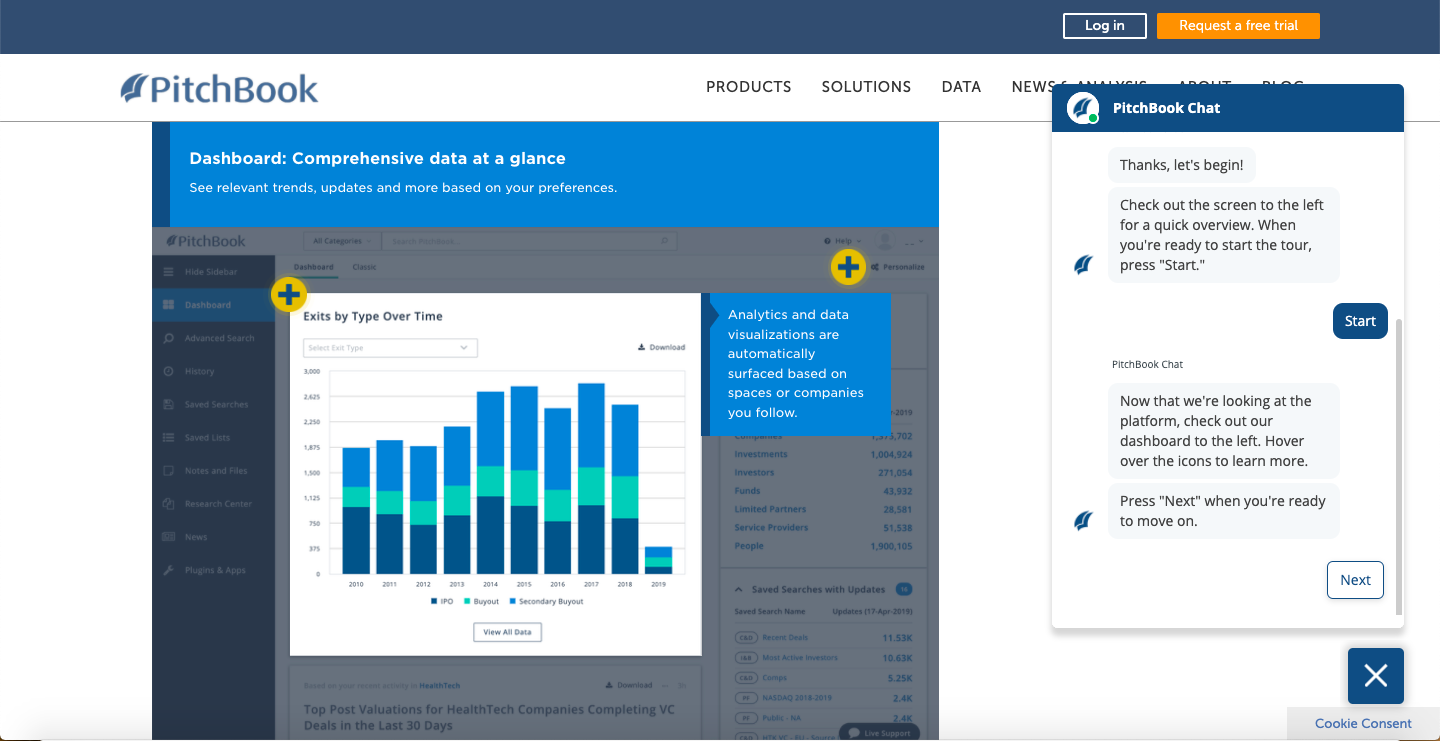 Log in
Request a free trial
PitchBook
PRODUCTS
SOLUTIONS
DATA
NEWS & ANALYSIS
ABOUT
BLOG
Dashboard: Comprehensive data at a glance
See relevant trends, updates and more based on your preferences.
PitchBook
All Categories
Search PitchBook...
Help
Hide Sidebar
Dashboard
Advanced Search
History
Saved Searches
Saved Lists
Notes and Files
Research Center
News
Plugins & Apps
Dashboard
Classic
Personalize
Exits by Type Over Time
Select Exit Type
Download
3,000
2,625
2,250
1,875
1,500
1,125
750
375
0
2010 2011 2012 2013 2014 2015 2016 2017 2018 2019
IPO Buyout Secondary Buyout
View All Data
Analytics and data
visualizations are
automatically
surfaced based on
spaces or companies
you follow.
-2019
Companies 1,373,702
Investments 1,004,924
Investors 271,054
Funds 43,932
Limited Partners 28,581
Service Providers 51,538
People 1,900,105
Saved Searches with Updates
Saved Search Name Updates (17-Apr-2019)
Recent Deals 11.53K
Most Active Investors 10.63K
Comps 5.25K
NASDAQ 2018-2019 2.4K
Public - NA 2.4K
HTK VC - EU - Source
Live Support
Based on your recent activity in HealthTech
Download
Top Post Valuations for HealthTech Companies Completing VC
Deals in the Last 30 Days
PitchBook Chat
Thanks, let's begin!
Check out the screen to the left
for a quick overview. When
you're ready to start the tour,
press "Start."
Start
PitchBook Chat
Now that we're looking at the
platform, check out our
dashboard to the left. Hover
over the icons to learn more.
Press "Next" when you're ready
to move on.
Next
Cookie Consent